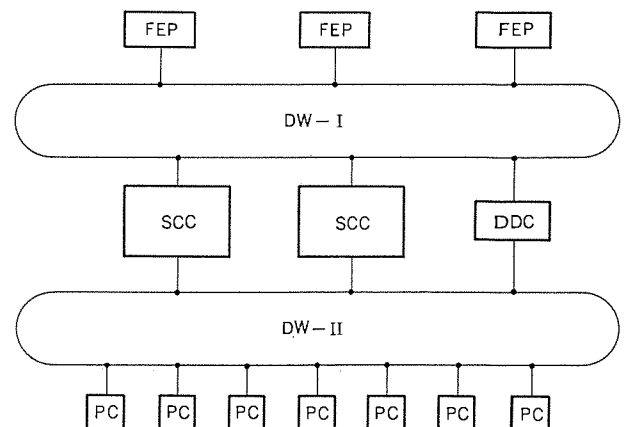 FEP FEP FEP
DW-I
SCC SCC DDC
DW-II
PC PC PC PC PC PC PC